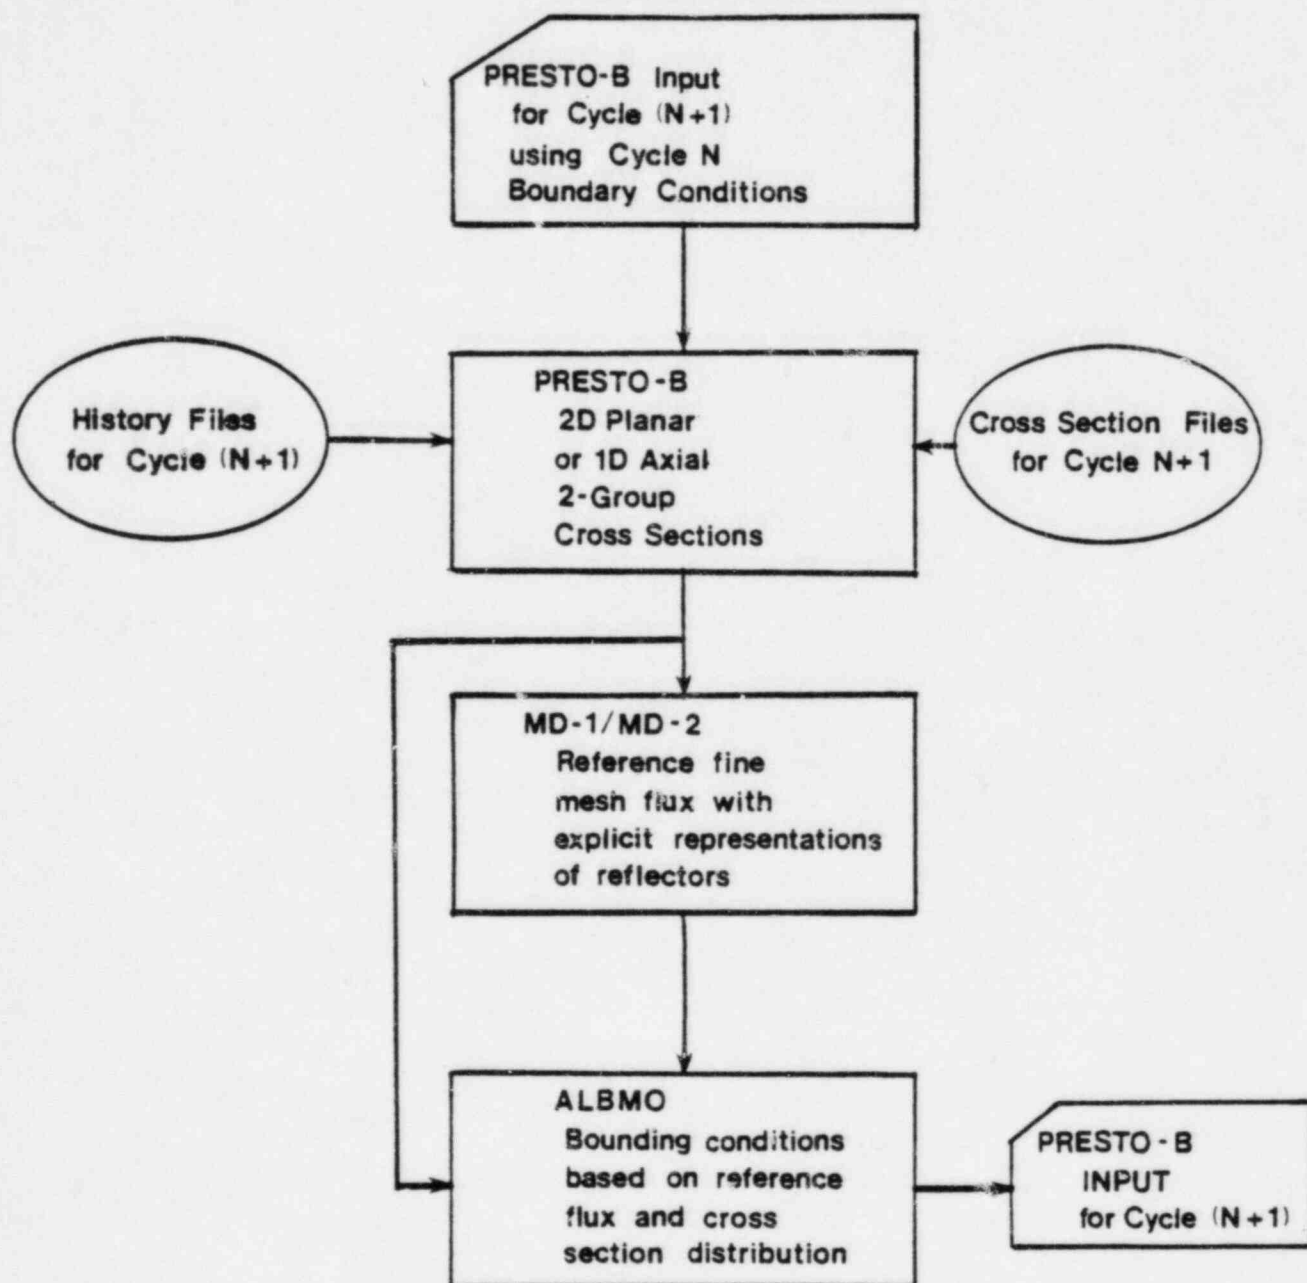 PRESTO-B Input
for Cycle (N+1)
using Cycle N
Boundary Conditions
History Files
for Cycle (N+1)
PRESTO-B
2D Planar
or 1D Axial
2-Group
Cross Sections
Cross Section Files
for Cycle N+1
MD-1/MD-2
Reference fine
mesh flux with
explicit representations
of reflectors
ALBMO
Bounding conditions
based on reference
flux and cross
section distribution
PRESTO-B
INPUT
for Cycle (N+1)